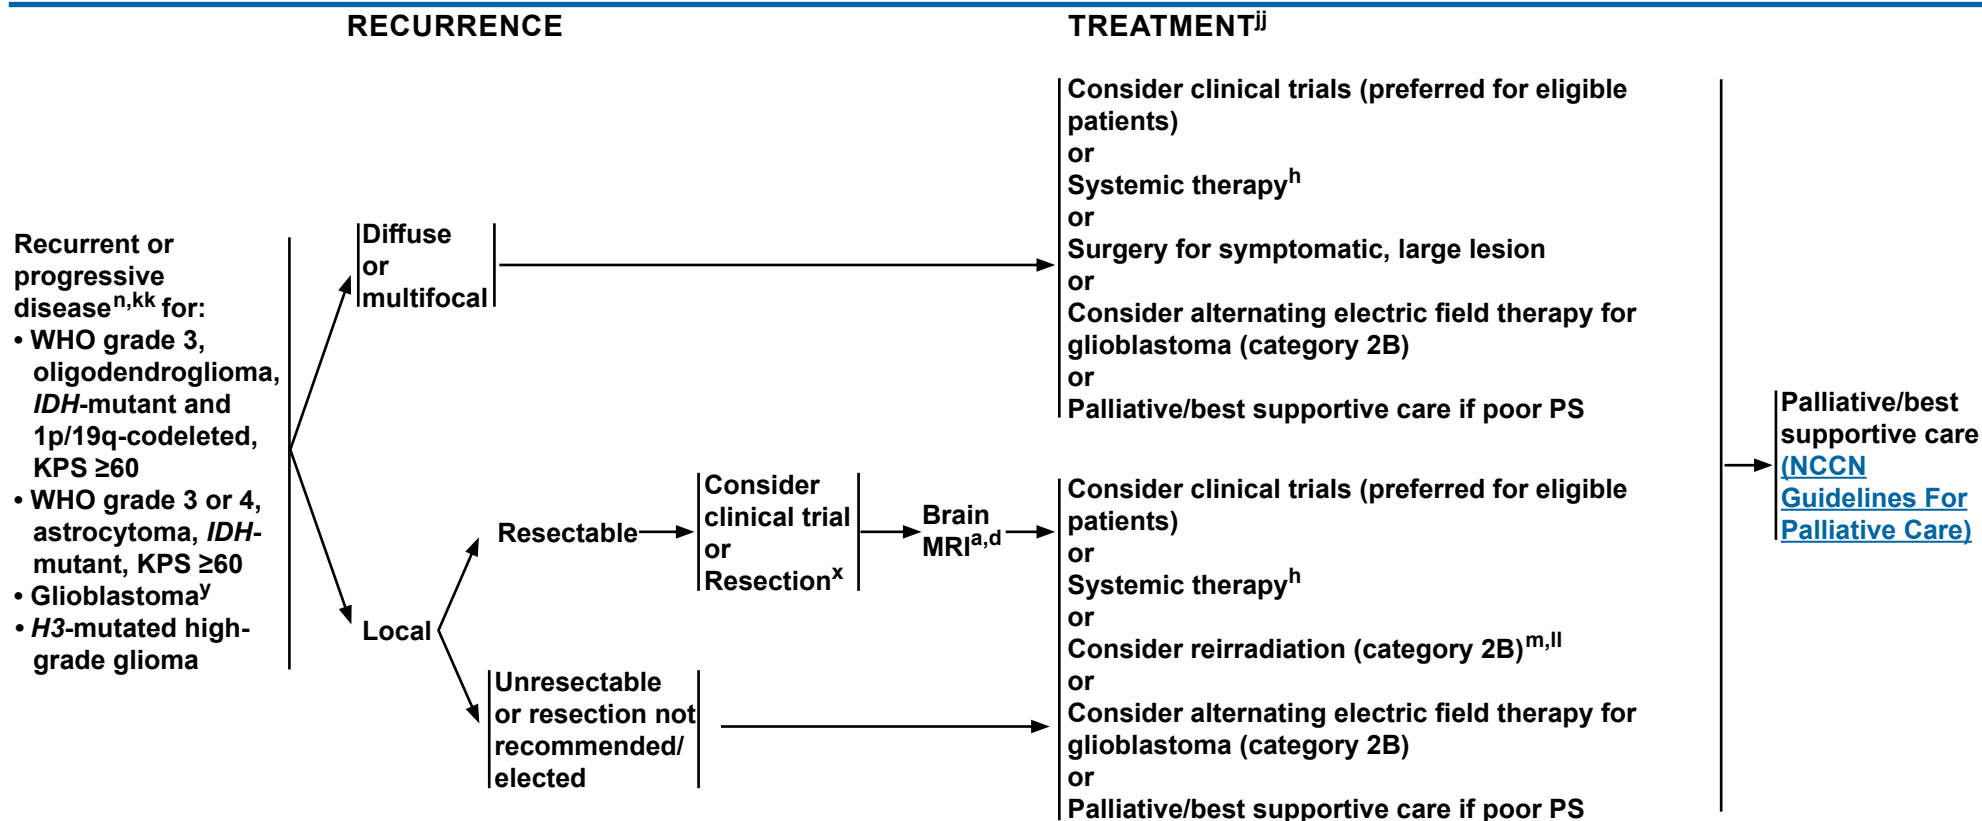 RECURRENCE
TREATMENTjj
Recurrent or
progressive
diseasen,kk for:
• WHO grade 3,
oligodendroglioma,
IDH-mutant and
1p/19q-codeleted,
KPS ≥60
• WHO grade 3 or 4,
astrocytoma, IDH-
mutant, KPS ≥60
• Glioblastomay
• H3-mutated high-
grade glioma
Diffuse
or
multifocal
Local
Resectable
Consider
clinical trial
or
Resectionx
Brain
MRIa,d
Unresectable
or resection not
recommended/
elected
Consider clinical trials (preferred for eligible
patients)
or
Systemic therapyh
or
Surgery for symptomatic, large lesion
or
Consider alternating electric field therapy for
glioblastoma (category 2B)
or
Palliative/best supportive care if poor PS
Consider clinical trials (preferred for eligible
patients)
or
Systemic therapyh
or
Consider reirradiation (category 2B)m,ll
or
Consider alternating electric field therapy for
glioblastoma (category 2B)
or
Palliative/best supportive care if poor PS
Palliative/best
supportive care
(NCCN
Guidelines For
Palliative Care)